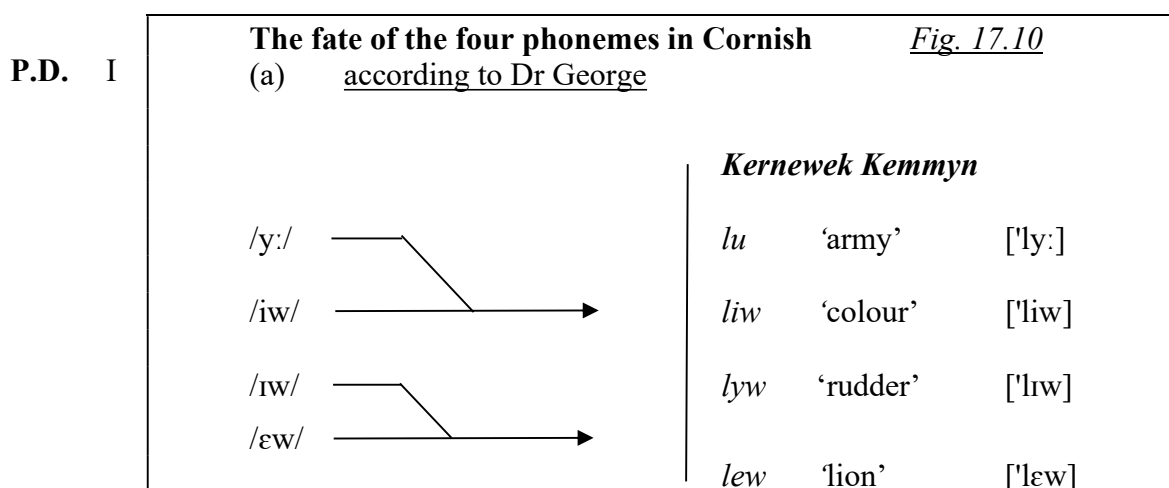 The fate of the four phonemes in Cornish Fig. 17.10
P.D. I (a) according to Dr George
Kernewek Kemmyn
/yː/ lu ‘army’ ['lyː]
/iw/ liw ‘colour’ ['liw]
/ɪw/ lyw ‘rudder’ ['lɪw]
/ɛw/
lew ‘lion’ ['lɛw]